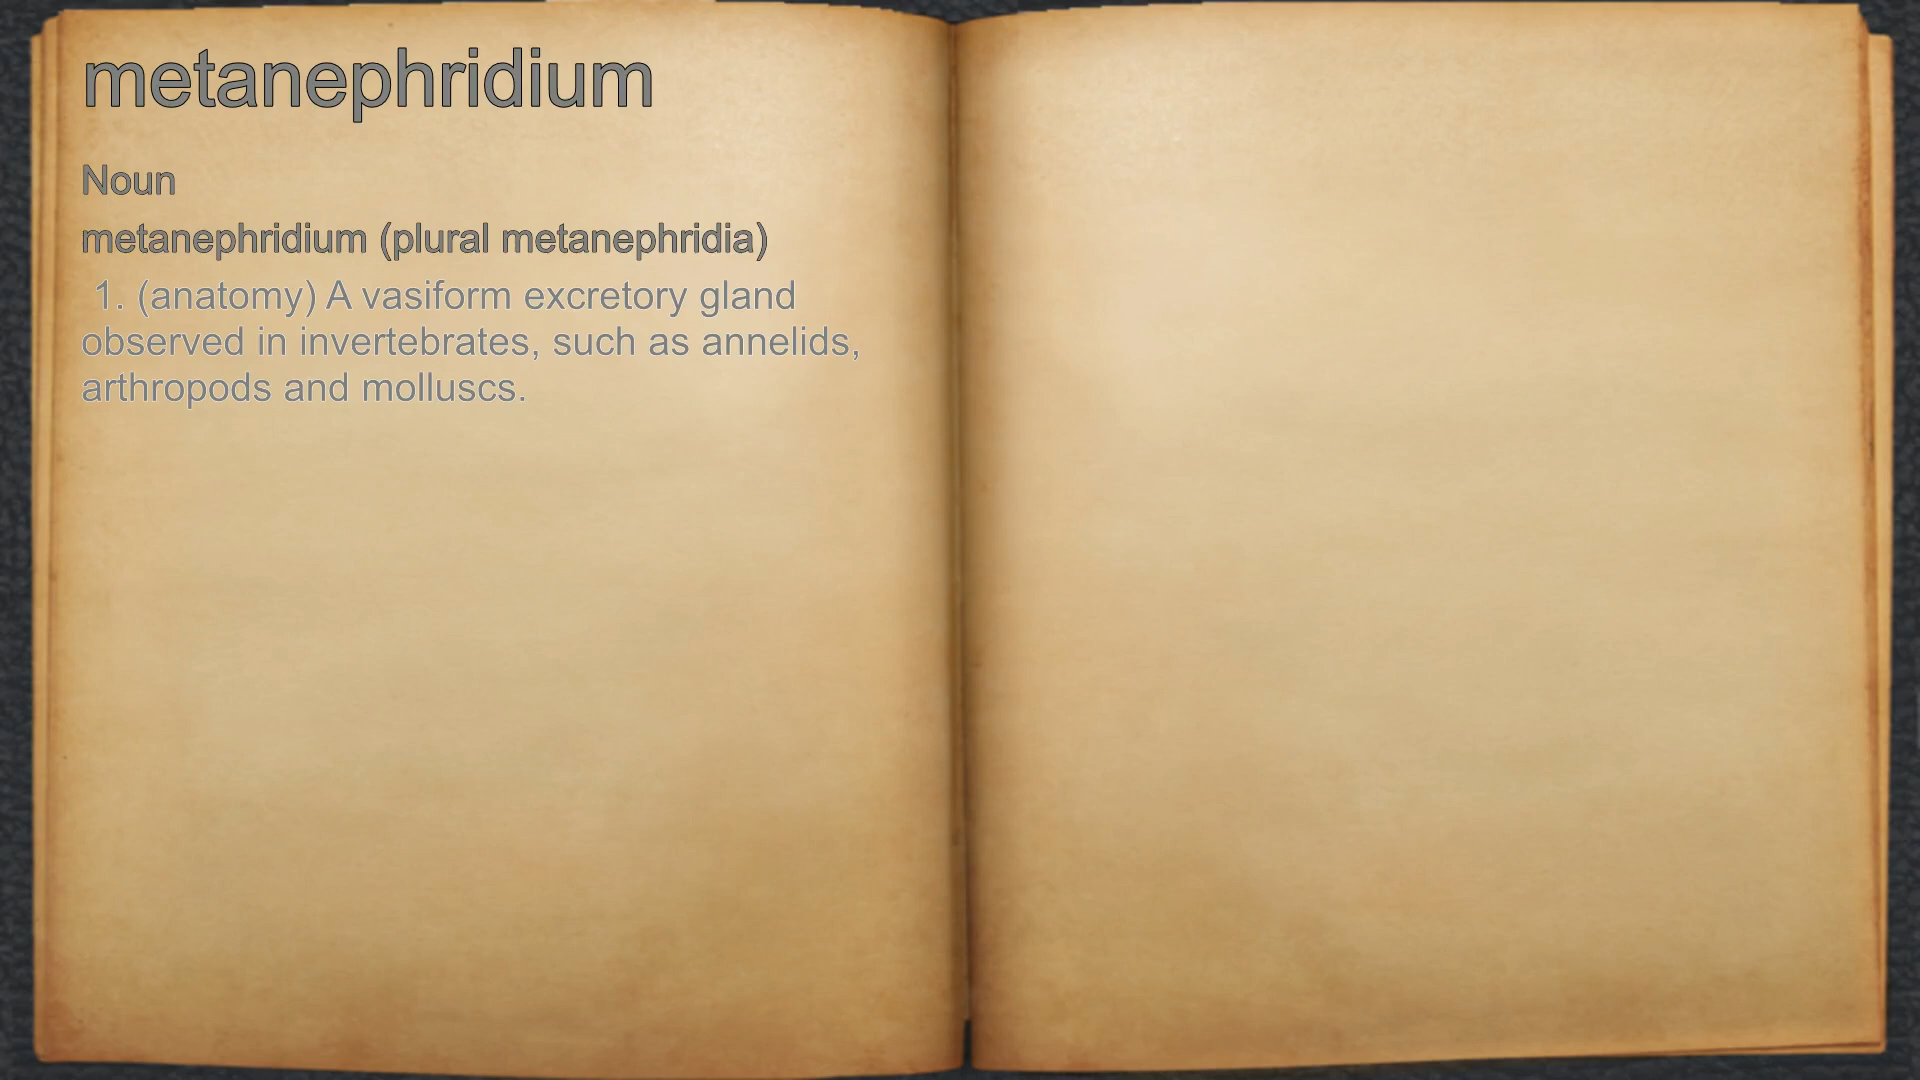 metanephridium
Noun
metanephridium (plural metanephridia)
1. (anatomy) A vasiform excretory gland
observed in invertebrates, such as annelids,
arthropods and molluscs.